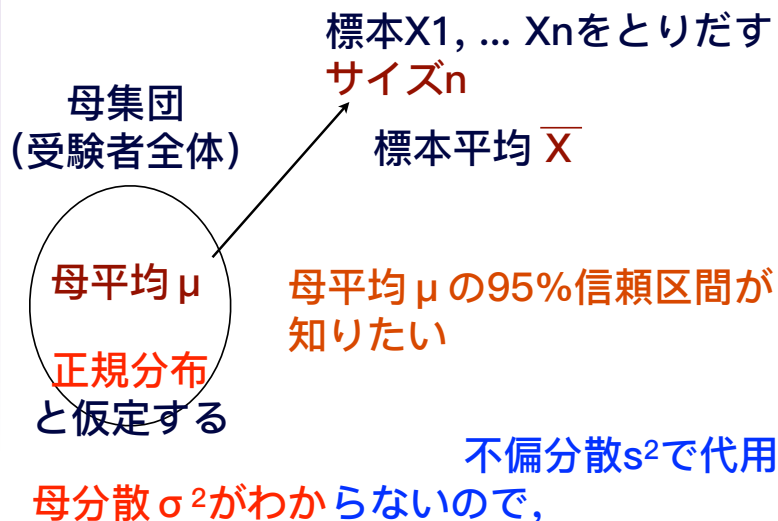 標本X1, ... Xnをとりだす
サイズn
母集団
(受験者全体)
標本平均 X̄
母平均μ
母平均μの95%信頼区間が
知りたい
正規分布
と仮定する
不偏分散s²で代用
母分散σ²がわからないので,